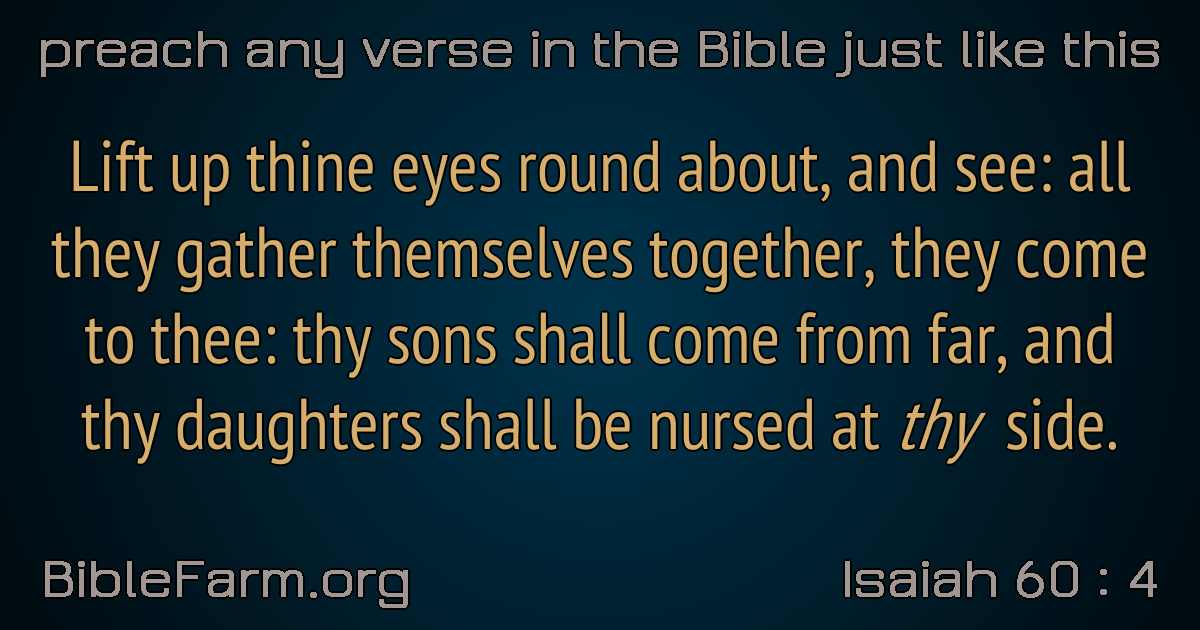 preach any verse in the Bible just like this
Lift up thine eyes round about, and see: all
they gather themselves together, they come
to thee: thy sons shall come from far, and
thy daughters shall be nursed at thy side.
BibleFarm.org
Isaiah 60 : 4